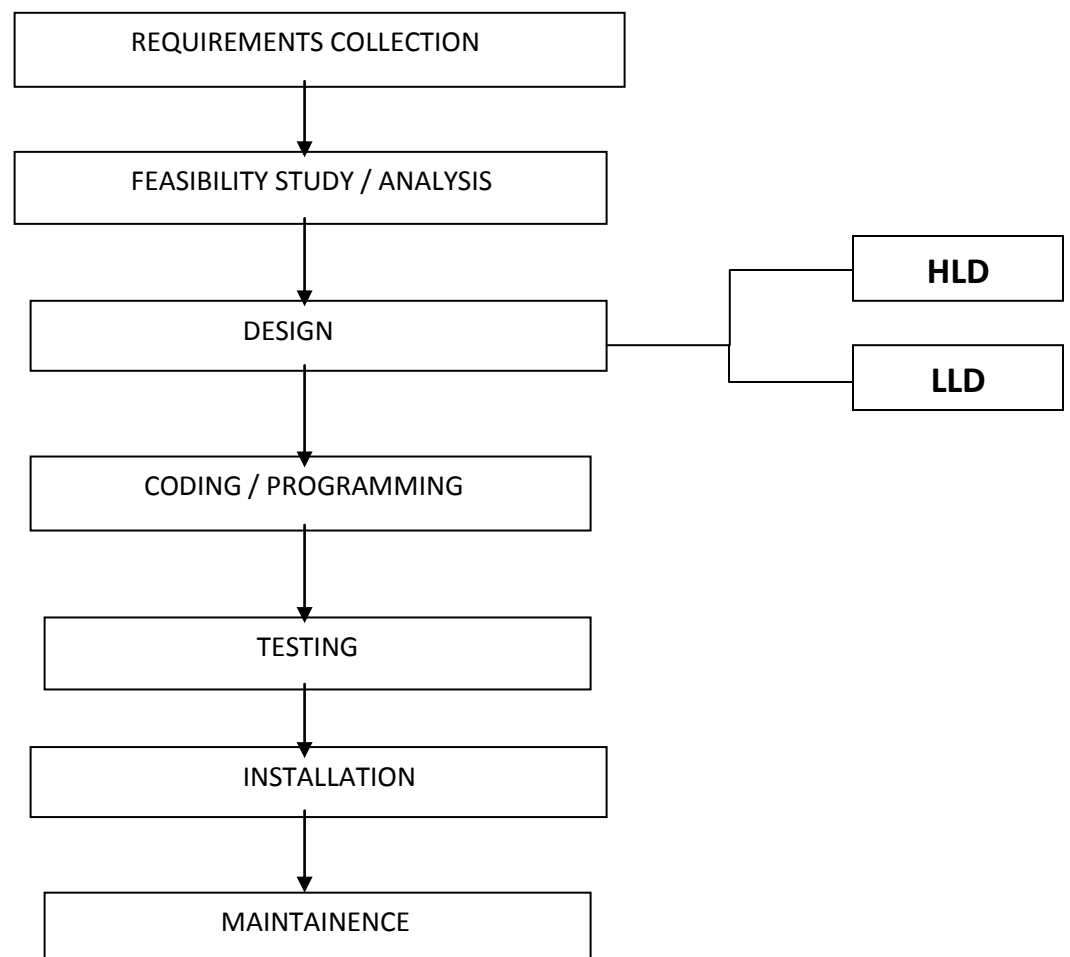 REQUIREMENTS COLLECTION
FEASIBILITY STUDY / ANALYSIS
HLD
DESIGN
LLD
CODING / PROGRAMMING
TESTING
INSTALLATION
MAINTAINENCE